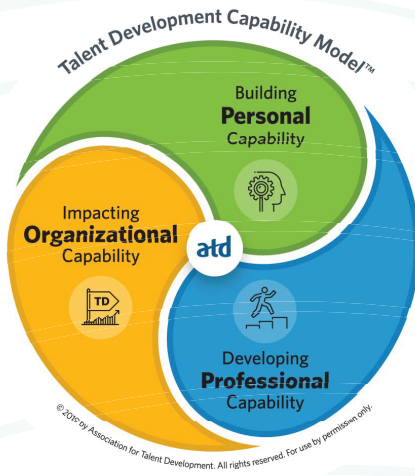 Talent Development Capability Model™
Building
Personal
Capability
Impacting
Organizational
Capability
TD
atd
Developing
Professional
Capability
© 2019 by Association for Talent Development. All rights reserved. For use by permission only.